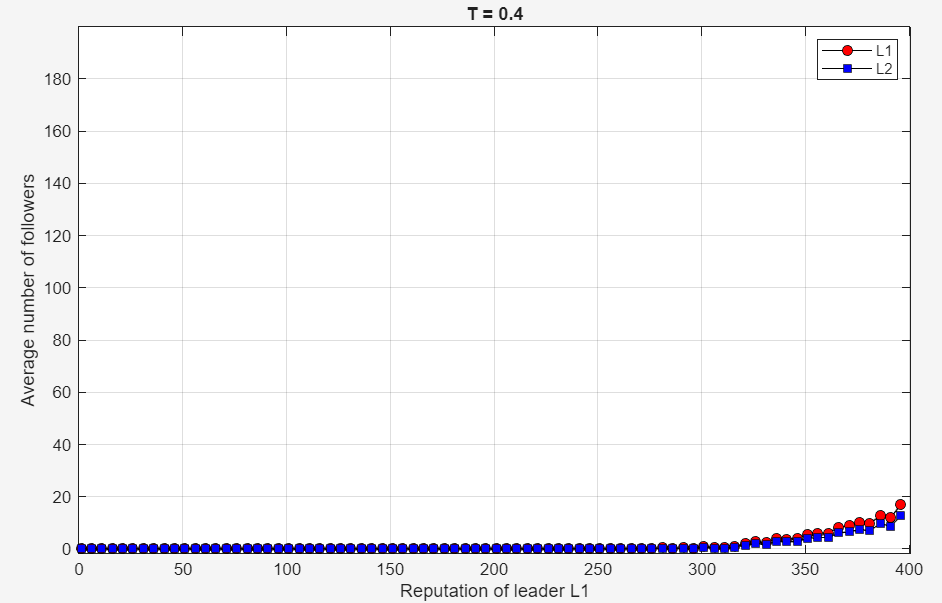 T = 0.4
L1
L2
Average number of followers
180
160
140
120
100
80
60
40
20
0
0 50 100 150 200 250 300 350 400
Reputation of leader L1